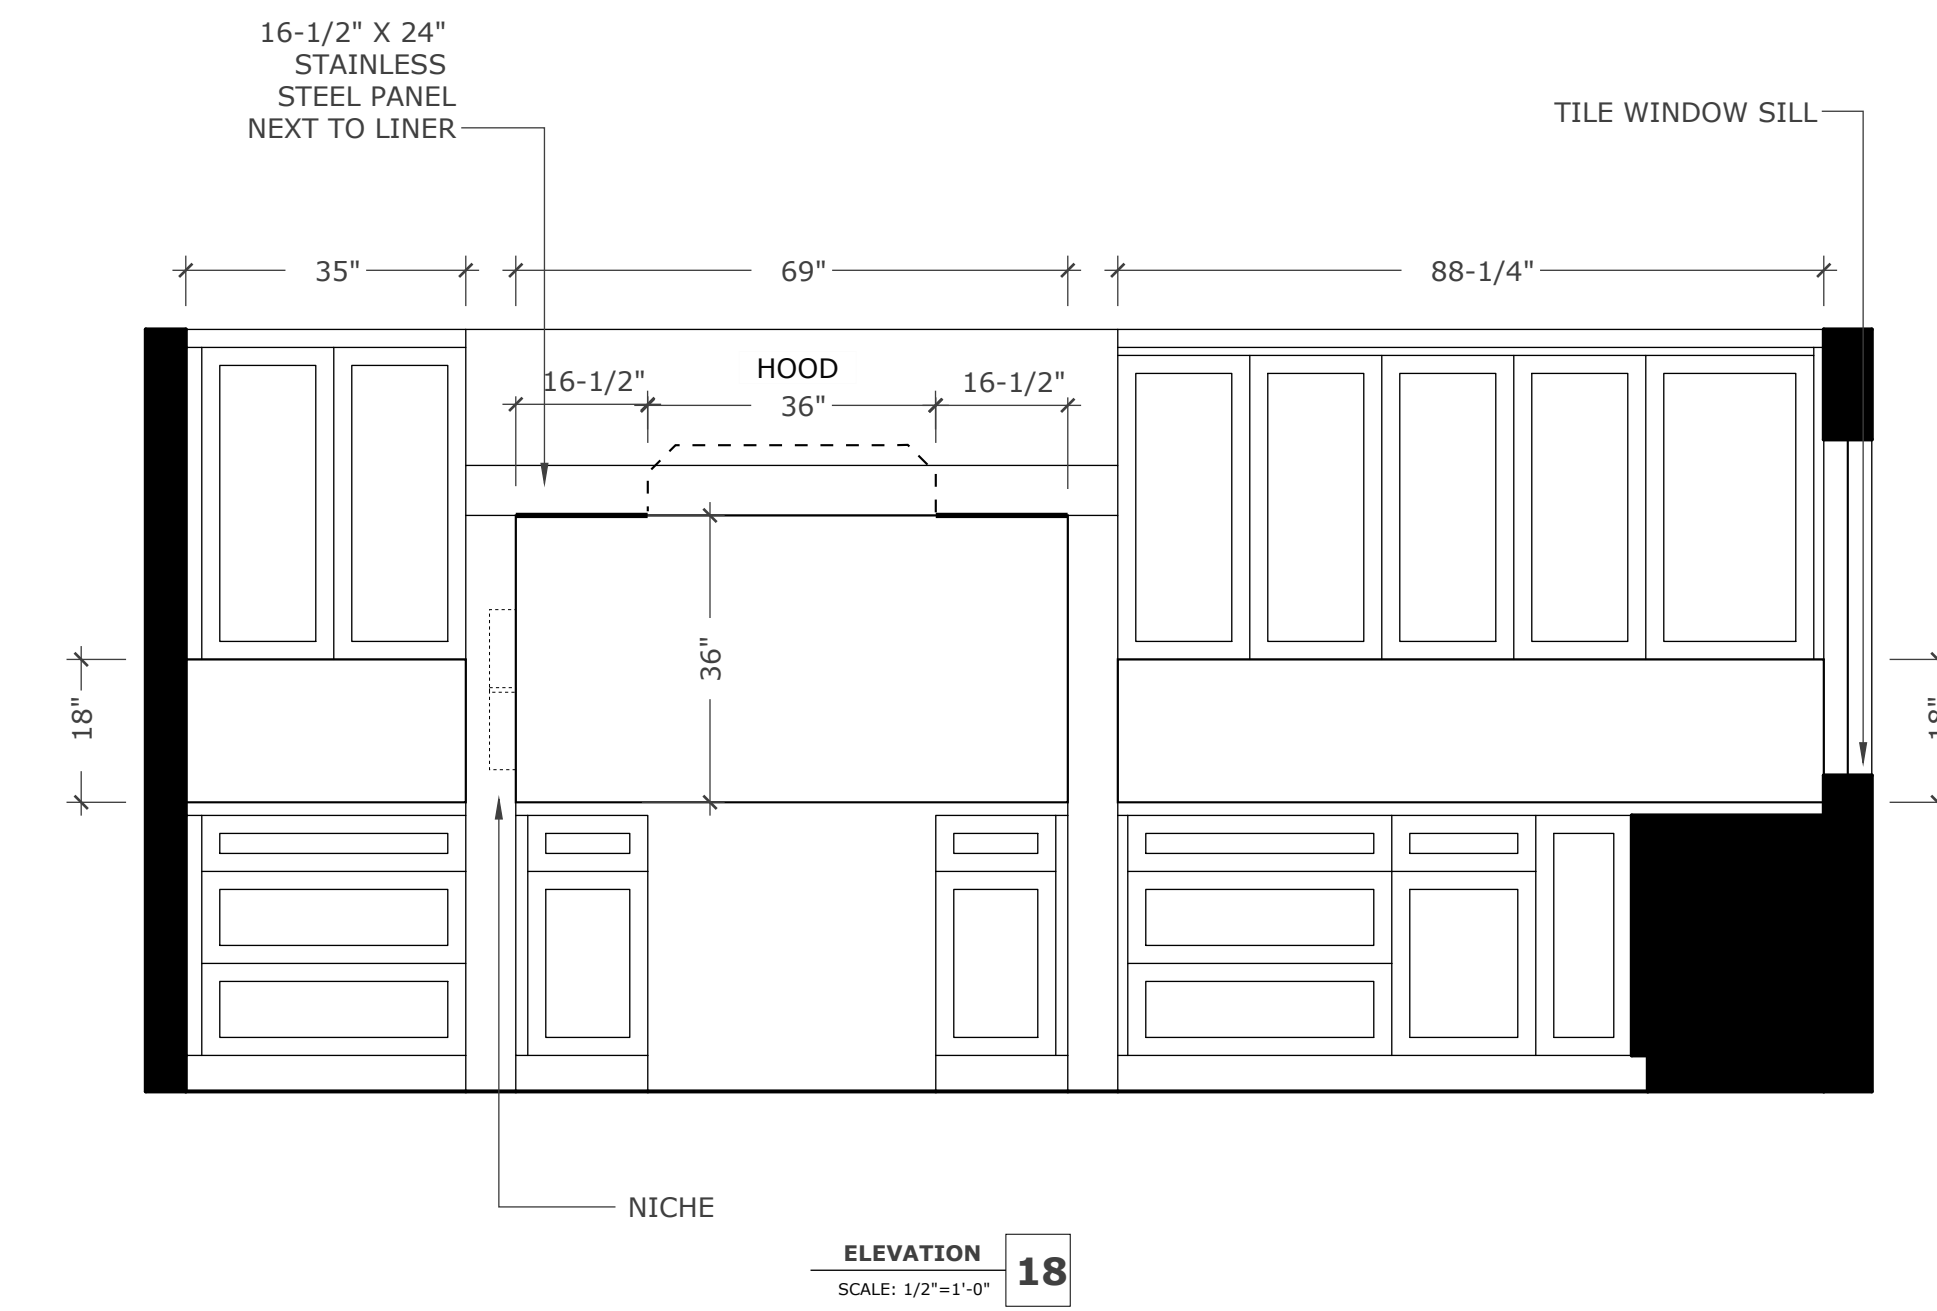 16-1/2" X 24"
STAINLESS
STEEL PANEL
NEXT TO LINER
TILE WINDOW SILL
35"
69"
88-1/4"
HOOD
16-1/2"
36"
16-1/2"
36"
18"
18"
NICHE
ELEVATION
18
SCALE: 1/2"=1'-0"